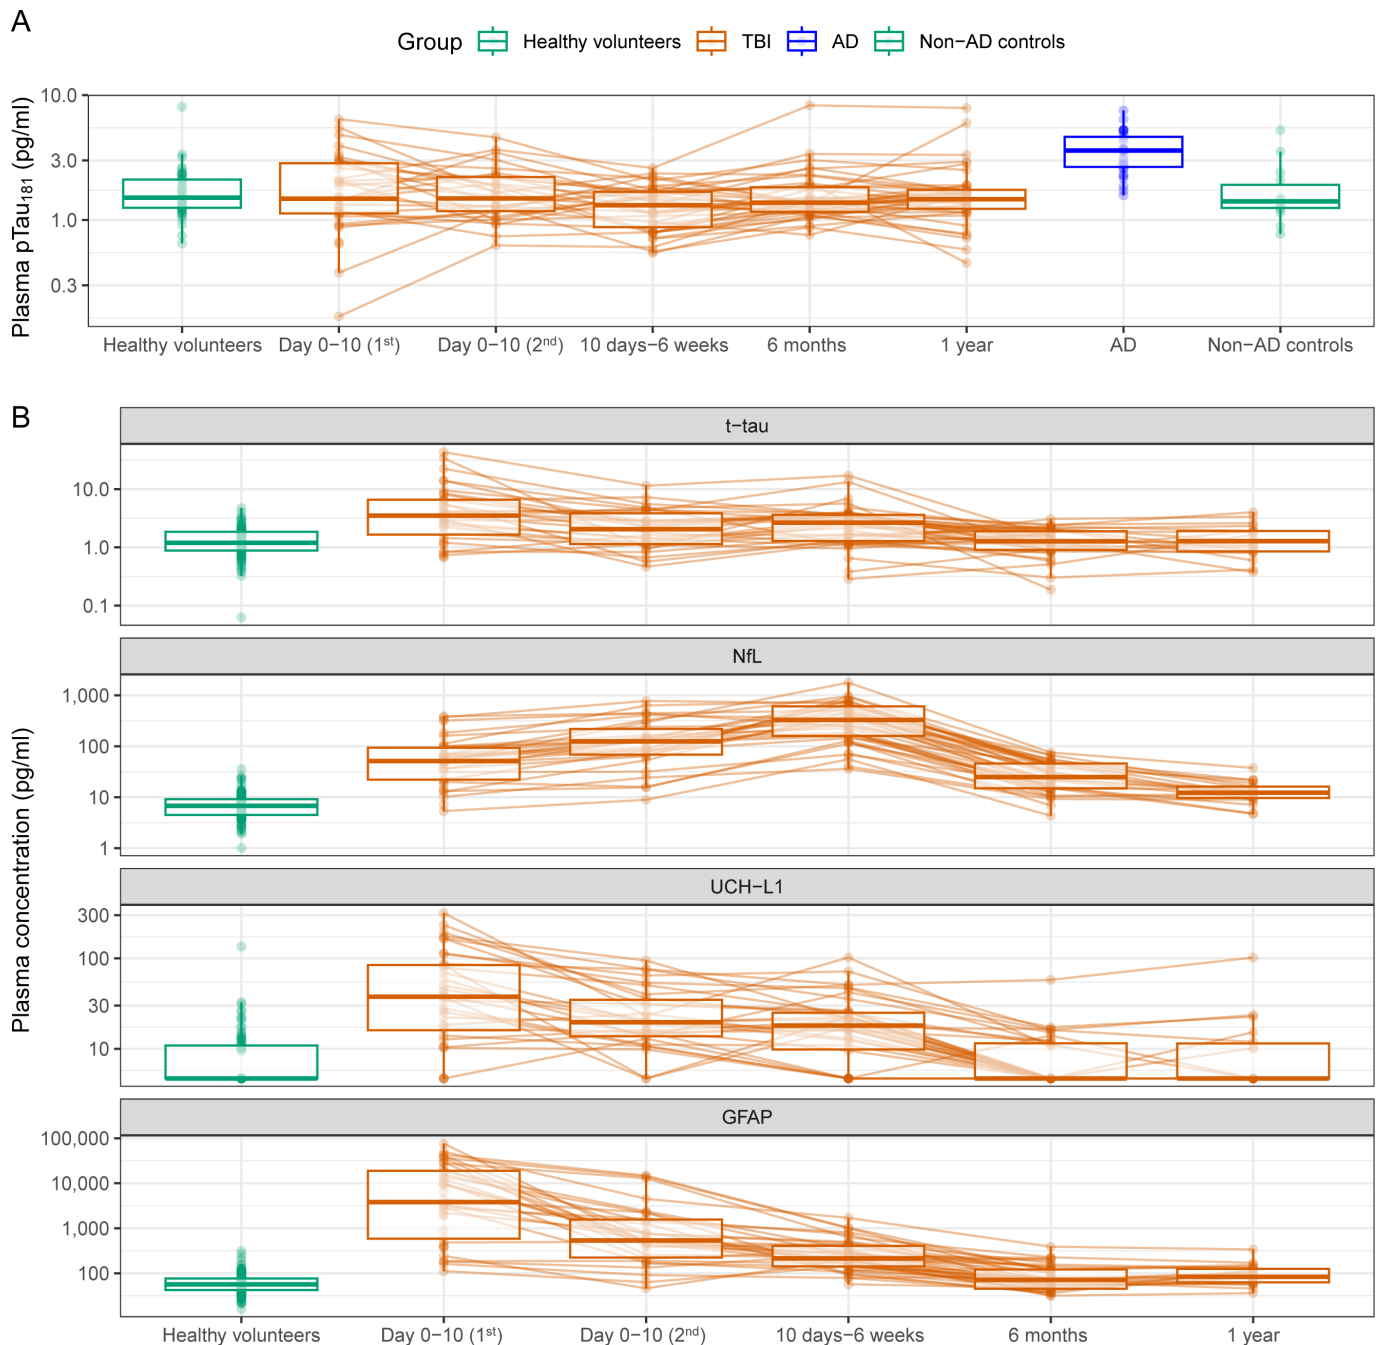 A
Group Healthy volunteers TBI AD Non−AD controls
Plasma pTau181 (pg/ml)
10.0
3.0
1.0
0.3
Healthy volunteers Day 0−10 (1st) Day 0−10 (2nd) 10 days−6 weeks 6 months 1 year AD Non−AD controls
B
Plasma concentration (pg/ml)
t−tau
10.0
1.0
0.1
NfL
1,000
100
10
1
UCH−L1
300
100
30
10
GFAP
100,000
10,000
1,000
100
Healthy volunteers Day 0−10 (1st) Day 0−10 (2nd) 10 days−6 weeks 6 months 1 year